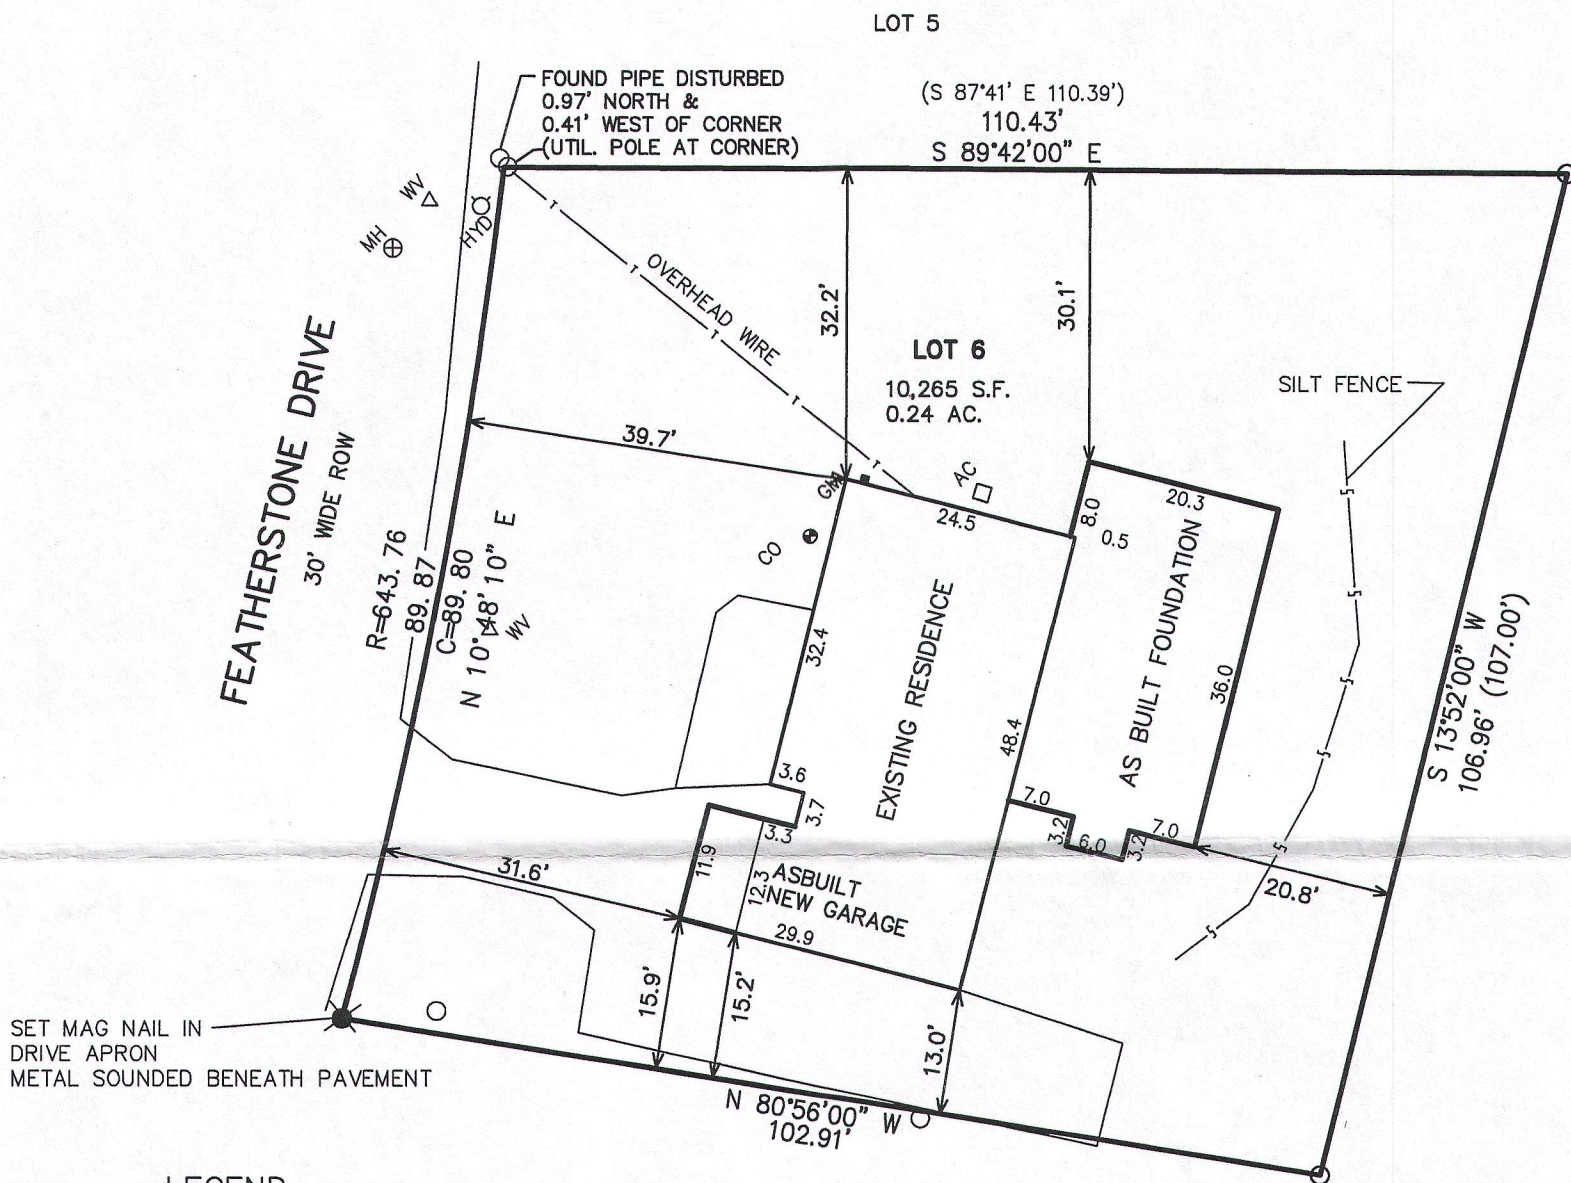 LOT 5
FOUND PIPE DISTURBED
0.97' NORTH &
0.41' WEST OF CORNER
(UTIL. POLE AT CORNER)
(S 87°41' E 110.39')
110.43'
S 89°42'00" E
WV
MH
HYD
OVERHEAD WIRE
32.2'
30.1'
LOT 6
10,265 S.F.
0.24 AC.
SILT FENCE
FEATHERSTONE DRIVE
30' WIDE ROW
39.7'
GM
AC
24.5
8.0
20.3
0.5
CO
R=643.76
89.87
C=89.80
N 10°48'10" E
WV
32.4
EXISTING RESIDENCE
48.4
AS BUILT FOUNDATION
36.0
S 13°52'00" W
106.96' (107.00')
3.6
3.7
3.3
7.0
3.2
6.0
3.2
7.0
11.9
12.3
ASBUILT
NEW GARAGE
31.6'
29.9
20.8'
15.9'
15.2'
13.0'
SET MAG NAIL IN
DRIVE APRON
METAL SOUNDED BENEATH PAVEMENT
N 80°56'00" W
102.91'
LEGEND